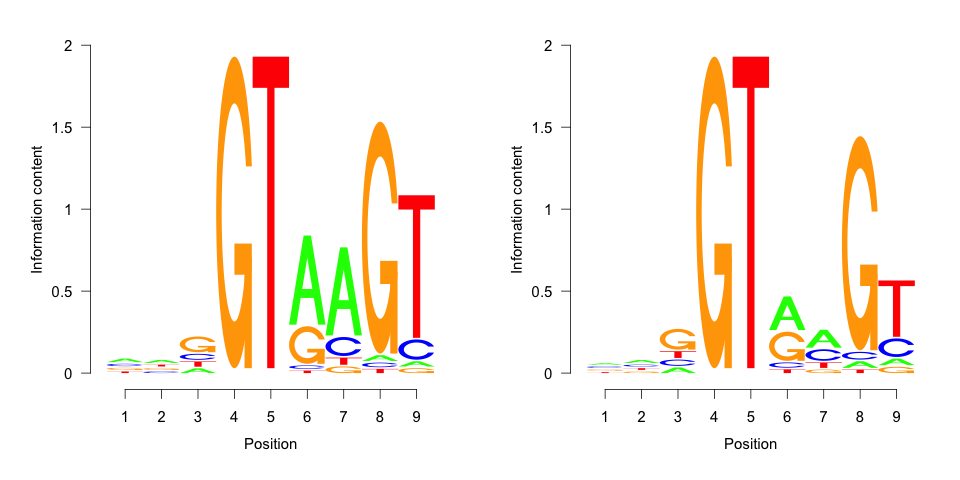 2
1.5
1
0.5
0
Information content
1 2 3 4 5 6 7 8 9
Position
G T A A G T
G C C
G
2
1.5
1
0.5
0
Information content
1 2 3 4 5 6 7 8 9
Position
G T A A G T
G G C C C